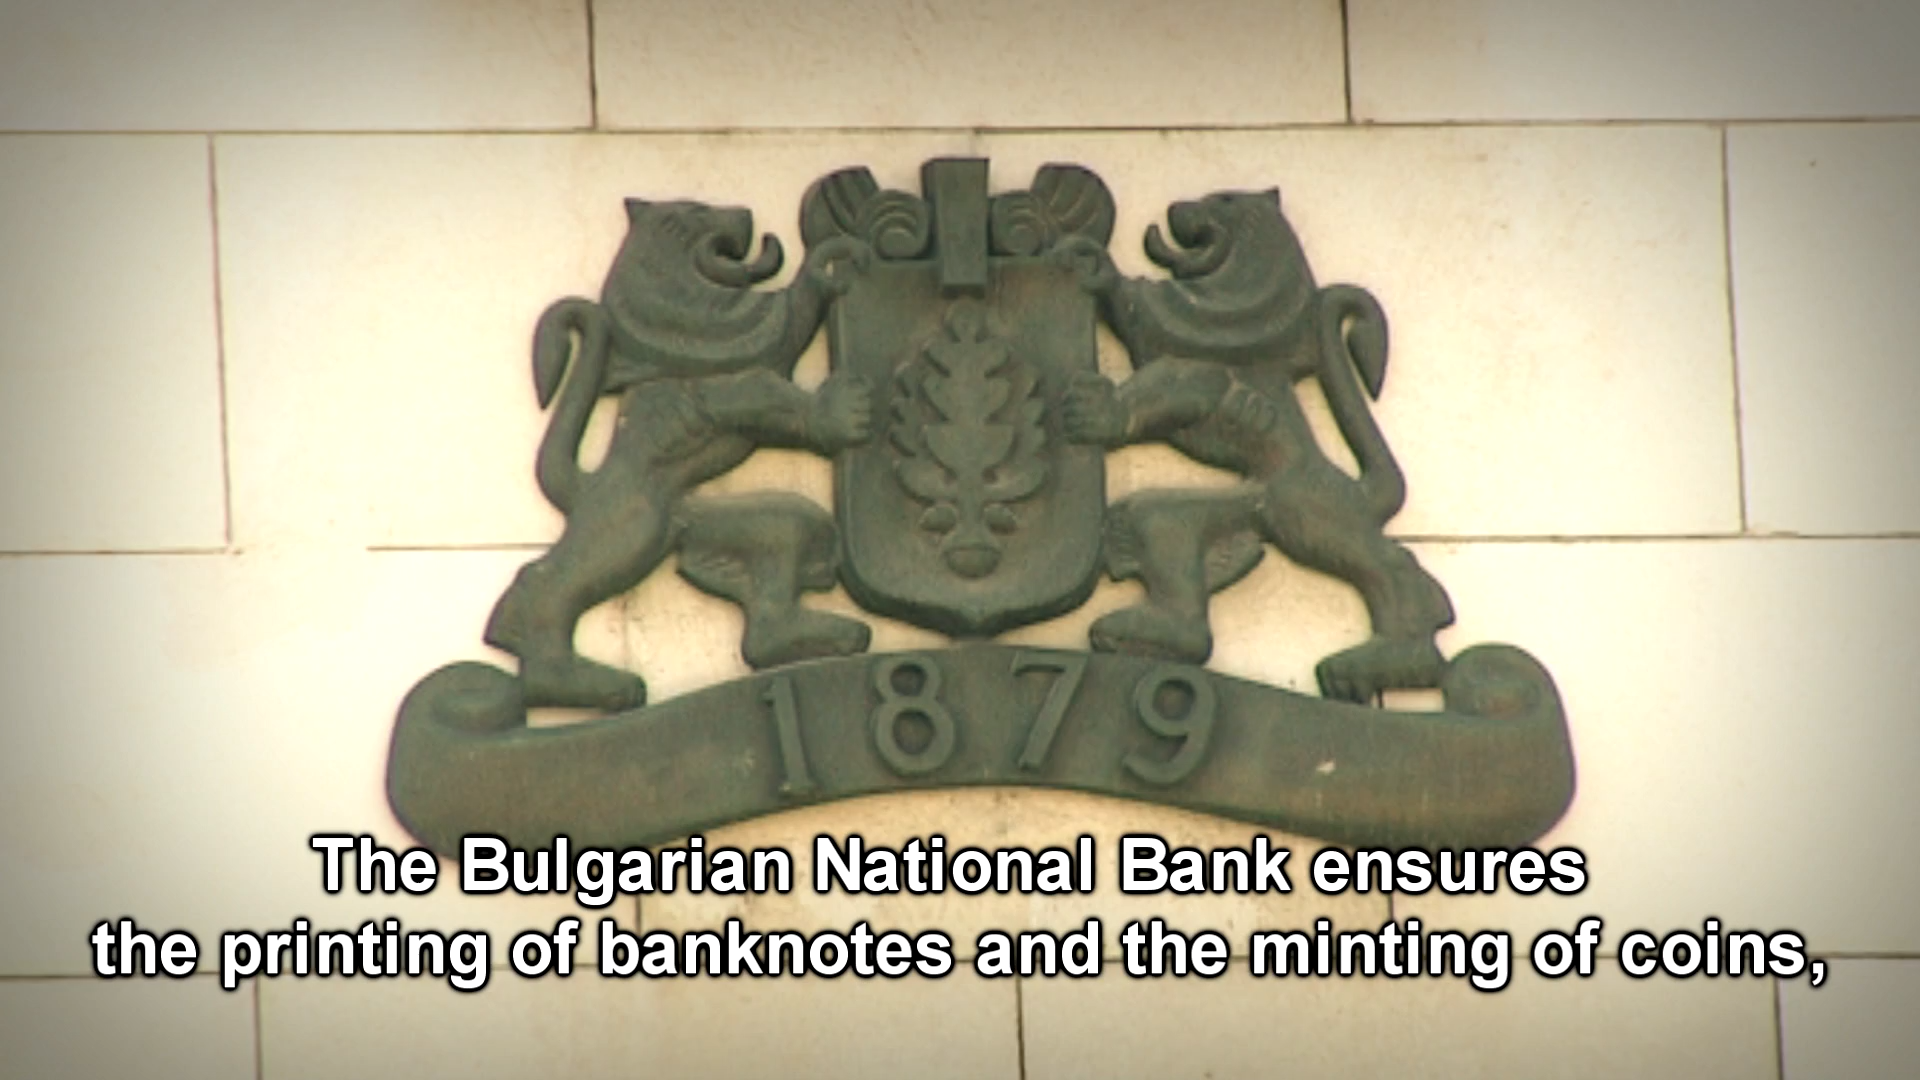 1879
The Bulgarian National Bank ensures
the printing of banknotes and the minting of coins,